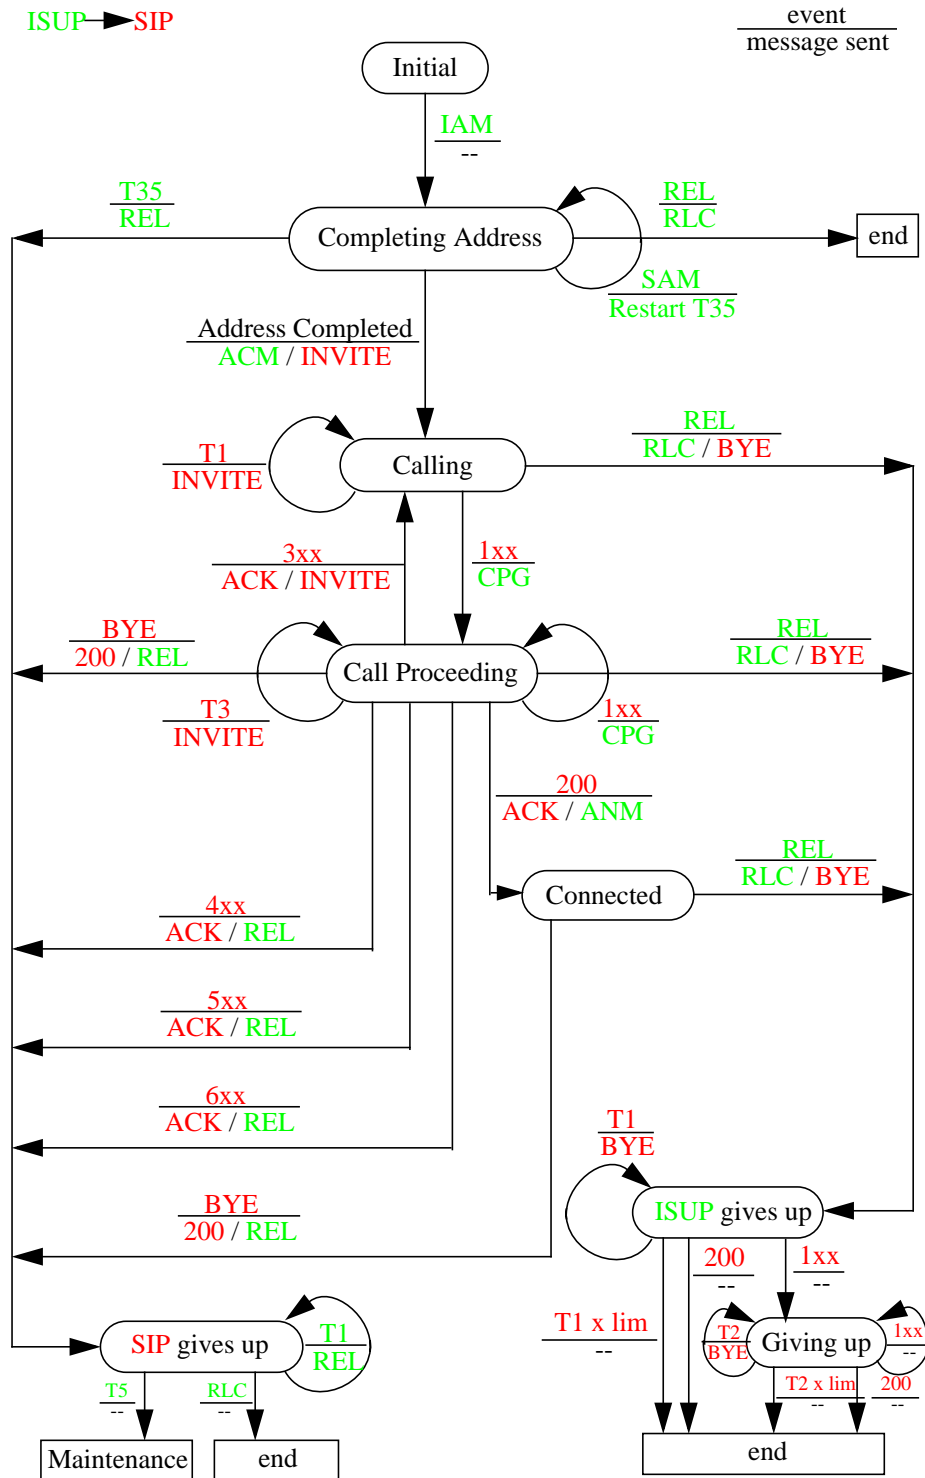 ISUP SIP
event
message sent
Initial
IAM
--
T35
REL
Completing Address
REL
RLC
end
SAM
Restart T35
Address Completed
ACM / INVITE
T1
INVITE
Calling
REL
RLC / BYE
3xx
ACK / INVITE
1xx
CPG
BYE
200 / REL
Call Proceeding
REL
RLC / BYE
T3
INVITE
1xx
CPG
200
ACK / ANM
REL
RLC / BYE
Connected
4xx
ACK / REL
5xx
ACK / REL
6xx
ACK / REL
T1
BYE
BYE
200 / REL
ISUP gives up
200
--
1xx
--
T1 x lim
--
SIP gives up
T1
REL
T2
BYE
Giving up
1xx
--
T5
--
RLC
--
T2 x lim
--
200
--
Maintenance
end
end